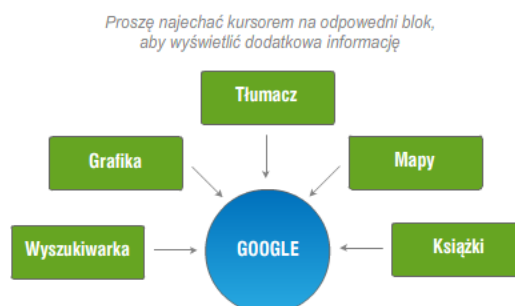 Proszę najechać kursorem na odpowedni blok,
aby wyświetlić dodatkowa informację
Tłumacz
Grafika
Mapy
Wyszukiwarka
GOOGLE
Książki